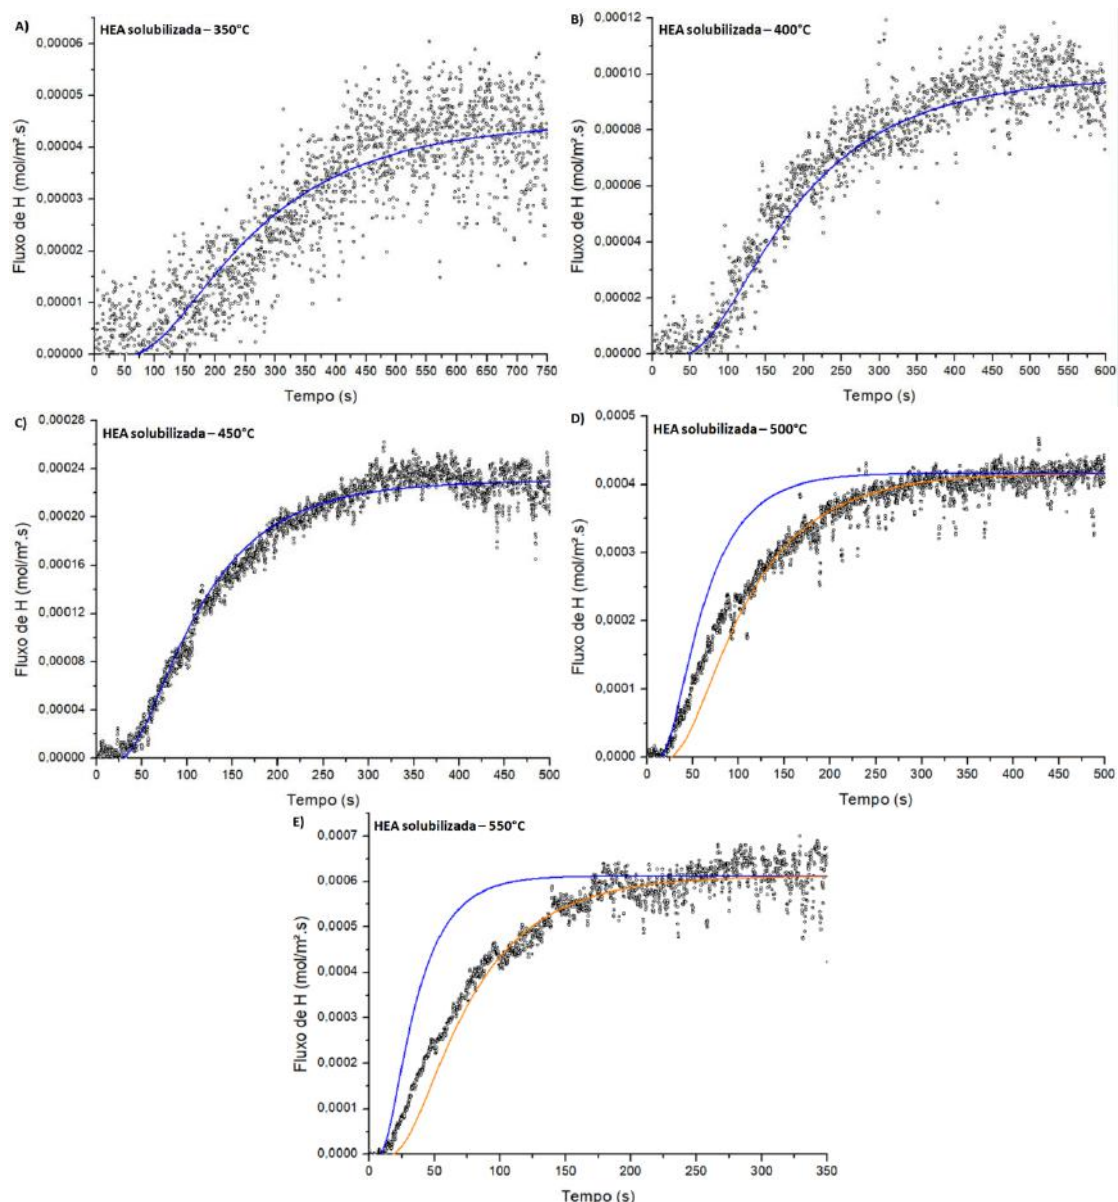 A)
HEA solubilizada – 350°C
0,00006
0,00005
0,00004
0,00003
0,00002
0,00001
0,00000
Fluxo de H (mol/m².s)
0 50 100 150 200 250 300 350 400 450 500 550 600 650 700 750
Tempo (s)
B)
HEA solubilizada – 400°C
0,00012
0,00010
0,00008
0,00006
0,00004
0,00002
0,00000
Fluxo de H (mol/m².s)
0 50 100 150 200 250 300 350 400 450 500 550 600
Tempo (s)
C)
HEA solubilizada – 450°C
0,00028
0,00024
0,00020
0,00016
0,00012
0,00008
0,00004
0,00000
Fluxo de H (mol/m².s)
0 50 100 150 200 250 300 350 400 450 500
Tempo (s)
D)
HEA solubilizada – 500°C
0,0005
0,0004
0,0003
0,0002
0,0001
0,0000
Fluxo de H (mol/m².s)
0 50 100 150 200 250 300 350 400 450 500
Tempo (s)
E)
HEA solubilizada – 550°C
0,0007
0,0006
0,0005
0,0004
0,0003
0,0002
0,0001
0,0000
Fluxo de H (mol/m².s)
0 50 100 150 200 250 300 350
Tempo (s)